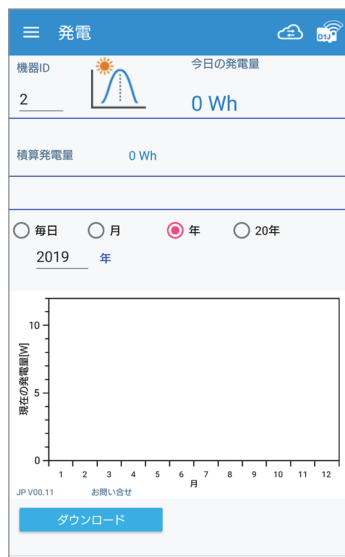 発電
D1J
機器ID
今日の発電量
2
0 Wh
積算発電量 0 Wh
毎日 月 年 20年
2019 年
現在の発電量[W]
10
5
0
1 2 3 4 5 6 7 8 9 10 11 12
月
JP V00.11 お問い合せ
ダウンロード